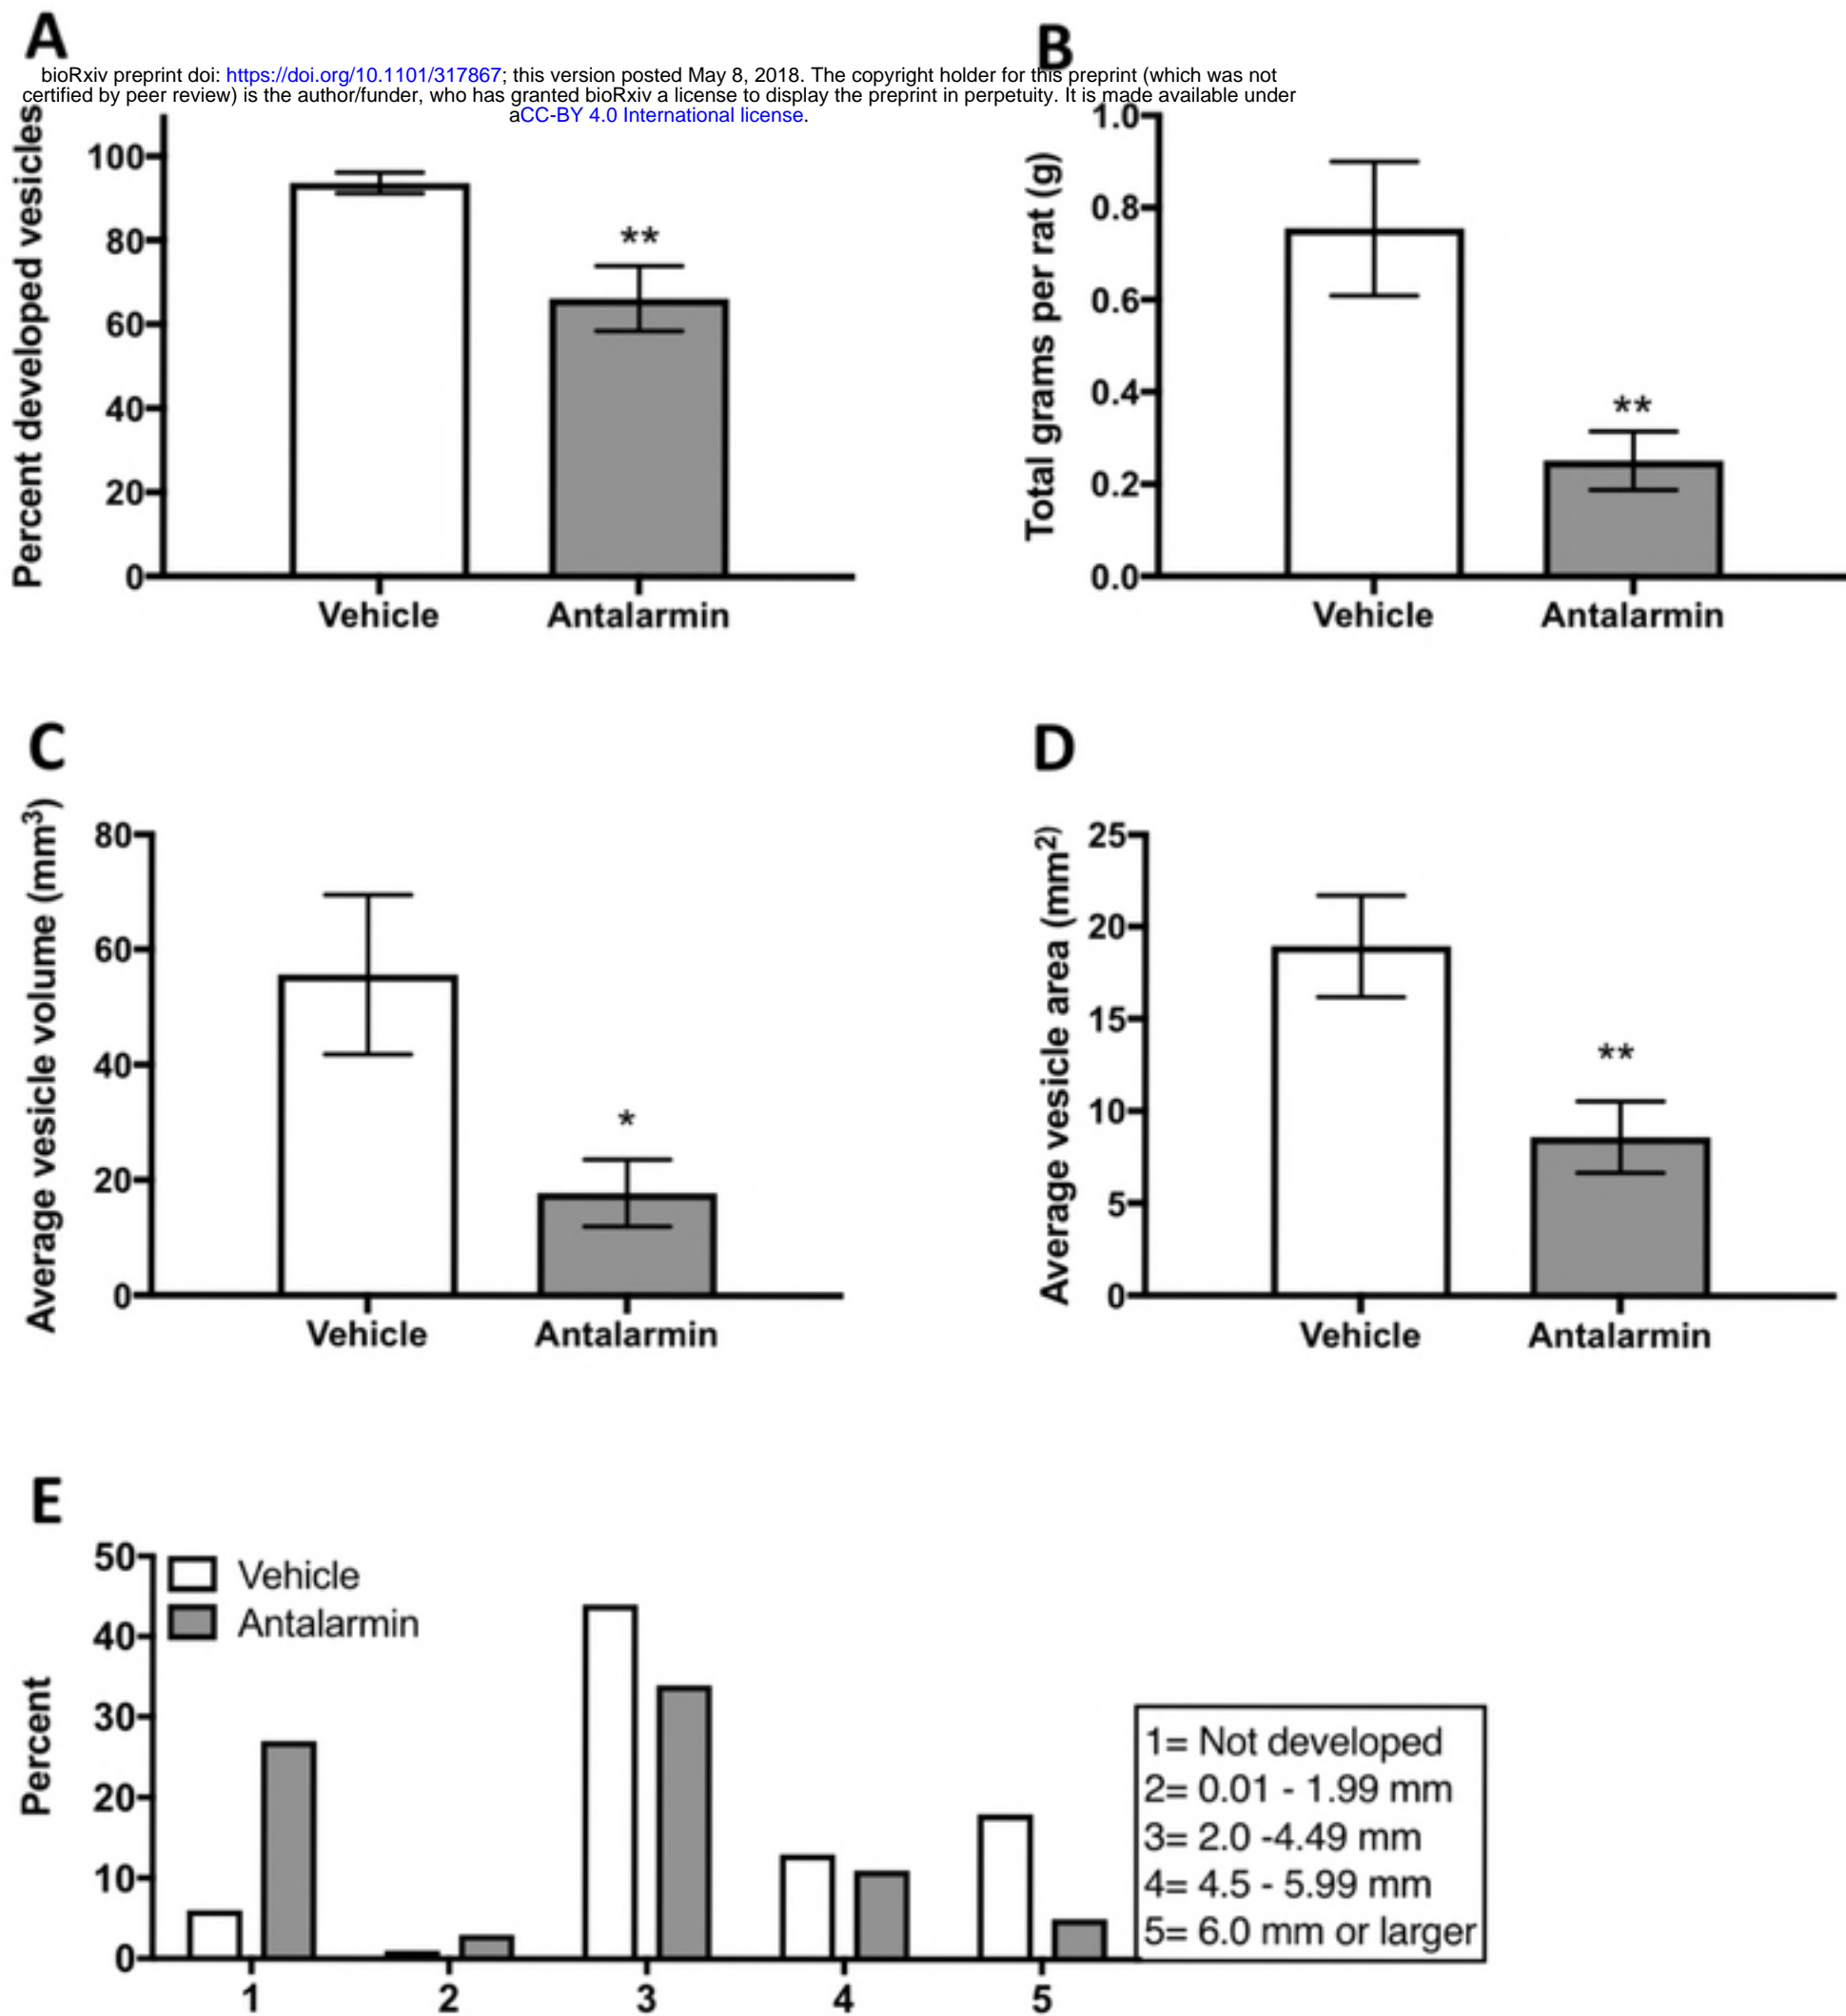 A
B
bioRxiv preprint doi: https://doi.org/10.1101/317867; this version posted May 8, 2018. The copyright holder for this preprint (which was not
certified by peer review) is the author/funder, who has granted bioRxiv a license to display the preprint in perpetuity. It is made available under
aCC-BY 4.0 International license.
Percent developed vesicles
100
80
60
40
20
0
**
Vehicle
Antalarmin
Total grams per rat (g)
1.0
0.8
0.6
0.4
0.2
0.0
**
Vehicle
Antalarmin
C
Average vesicle volume (mm³)
80
60
40
20
0
*
Vehicle
Antalarmin
D
Average vesicle area (mm²)
25
20
15
10
5
0
**
Vehicle
Antalarmin
E
Percent
50
40
30
20
10
0
Vehicle
Antalarmin
1
2
3
4
5
1= Not developed
2= 0.01 - 1.99 mm
3= 2.0 -4.49 mm
4= 4.5 - 5.99 mm
5= 6.0 mm or larger